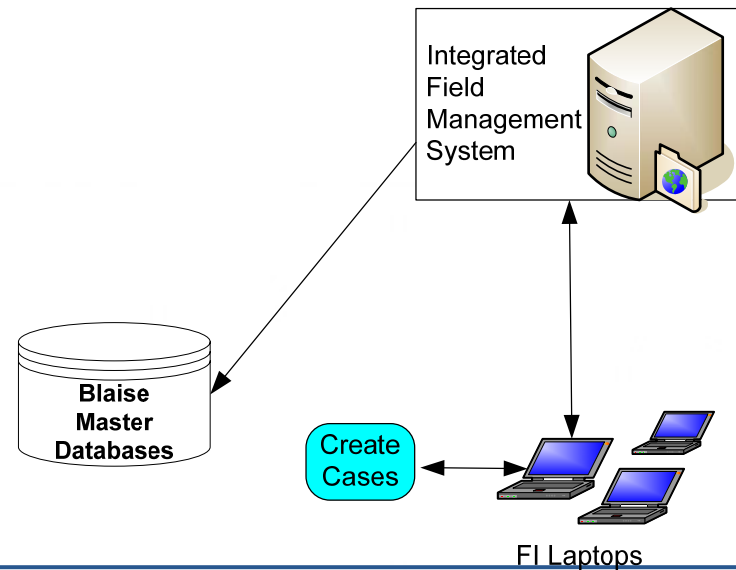 Integrated
Field
Management
System
Blaise
Master
Databases
Create
Cases
FI Laptops